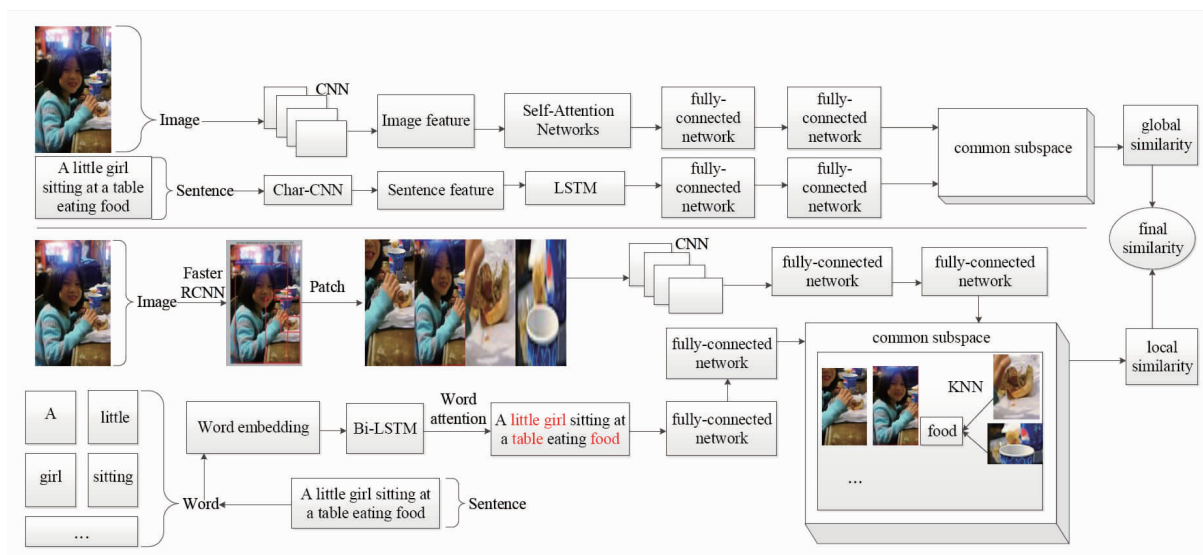 Image
CNN
Image feature
Self-Attention
Networks
fully-
connected
network
fully-
connected
network
common subspace
global
similarity
A little girl
sitting at a table
eating food
Sentence
Char-CNN
Sentence feature
LSTM
fully-
connected
network
fully-
connected
network
final
similarity
Image
Faster
RCNN
Patch
CNN
fully-connected
network
fully-connected
network
fully-connected
network
common subspace
KNN
food
...
local
similarity
A
little
girl
sitting
...
Word
Word embedding
Bi-LSTM
Word
attention
A little girl sitting at
a table eating food
fully-connected
network
A little girl sitting at
a table eating food
Sentence